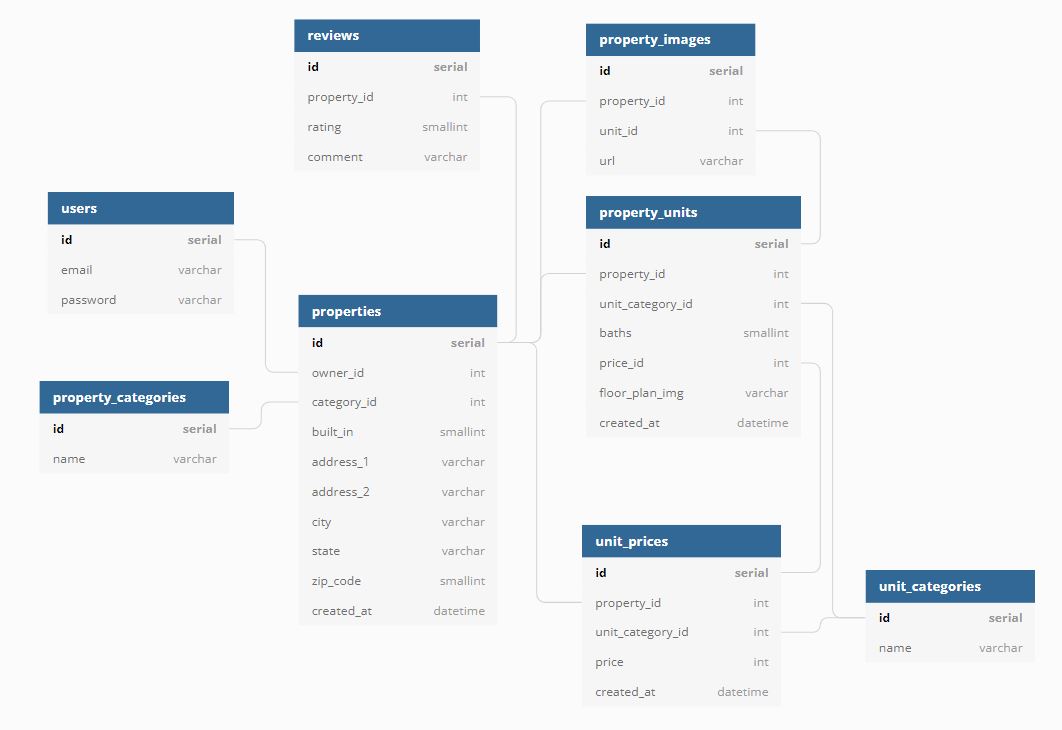 reviews
id serial
property_id int
rating smallint
comment varchar
property_images
id serial
property_id int
unit_id int
url varchar
users
id serial
email varchar
password varchar
property_units
id serial
property_id int
unit_category_id int
baths smallint
price_id int
floor_plan_img varchar
created_at datetime
properties
id serial
owner_id int
category_id int
built_in smallint
address_1 varchar
address_2 varchar
city varchar
state varchar
zip_code smallint
created_at datetime
property_categories
id serial
name varchar
unit_prices
id serial
property_id int
unit_category_id int
price int
created_at datetime
unit_categories
id serial
name varchar